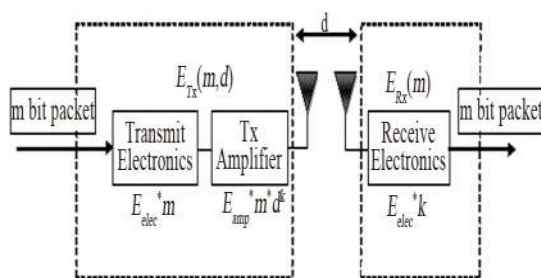 d
E_Tx(m,d)
E_Rx(m)
m bit packet
m bit packet
Transmit
Electronics
Tx
Amplifier
Receive
Electronics
E_elec*m
E_amp*m*d^k
E_elec*k